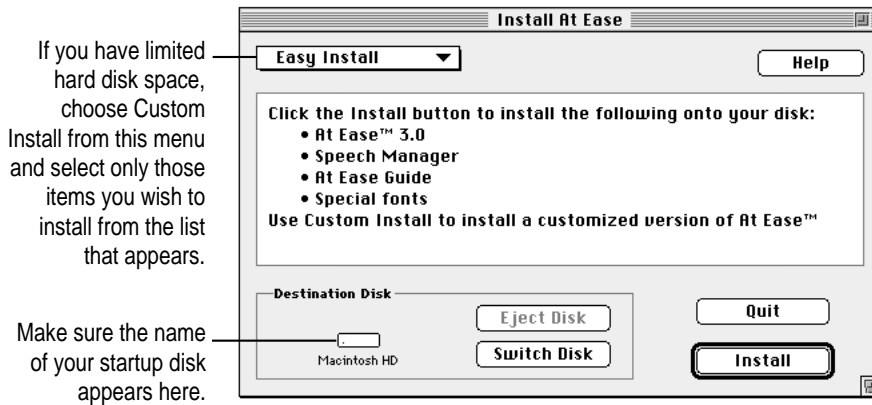 Install At Ease
If you have limited
hard disk space,
choose Custom
Install from this menu
and select only those
items you wish to
install from the list
that appears.
Easy Install
Help
Click the Install button to install the following onto your disk:
• At Ease™ 3.0
• Speech Manager
• At Ease Guide
• Special fonts
Use Custom Install to install a customized version of At Ease™
Destination Disk
Make sure the name
of your startup disk
appears here.
Macintosh HD
Eject Disk
Switch Disk
Quit
Install